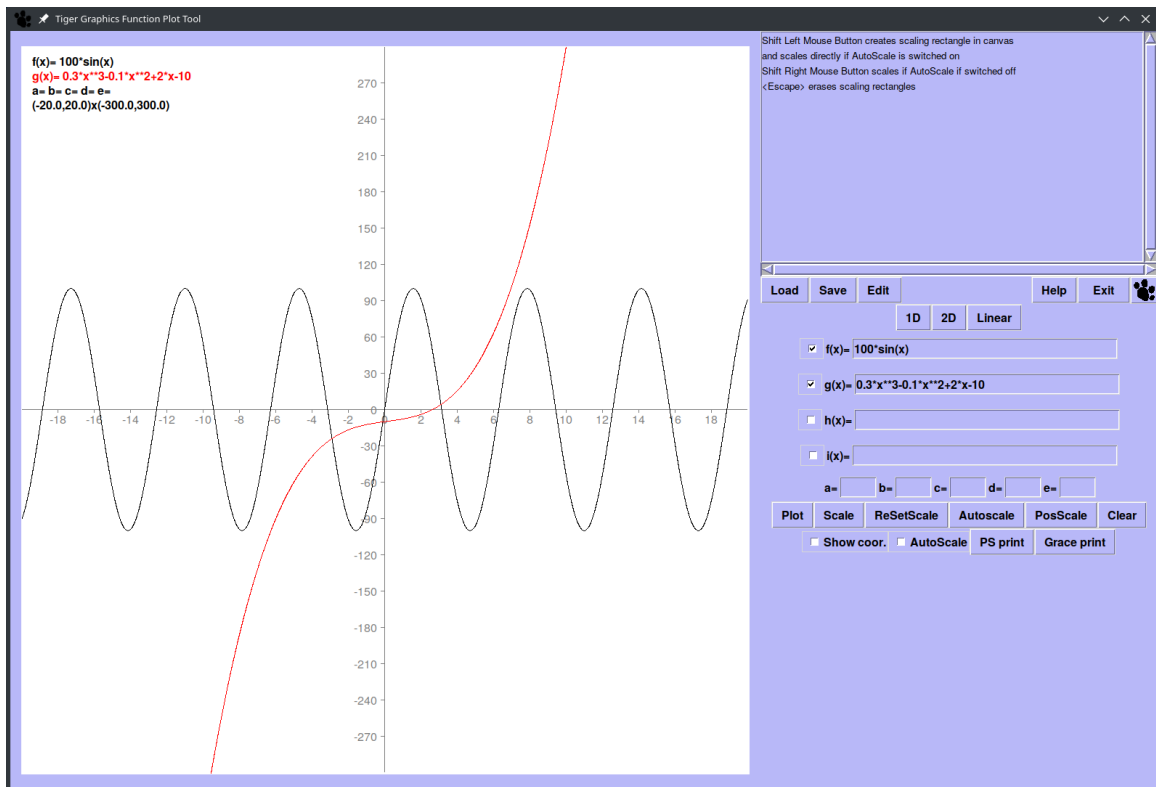 Tiger Graphics Function Plot Tool
f(x)= 100*sin(x)
g(x)= 0.3*x**3-0.1*x**2+2*x-10
a= b= c= d= e=
(-20.0,20.0)x(-300.0,300.0)
270
240
210
180
150
120
90
60
30
0
-18 -16 -14 -12 -10 -8 -6 -4 -2 0 2 4 6 8 10 12 14 16 18
-30
-60
-90
-120
-150
-180
-210
-240
-270
Shift Left Mouse Button creates scaling rectangle in canvas
and scales directly if AutoScale is switched on
Shift Right Mouse Button scales if AutoScale if switched off
<Escape> erases scaling rectangles
Load Save Edit Help Exit
1D 2D Linear
f(x)= 100*sin(x)
g(x)= 0.3*x**3-0.1*x**2+2*x-10
h(x)=
i(x)=
a= b= c= d= e=
Plot Scale ReSetScale Autoscale PosScale Clear
Show coor. AutoScale PS print Grace print